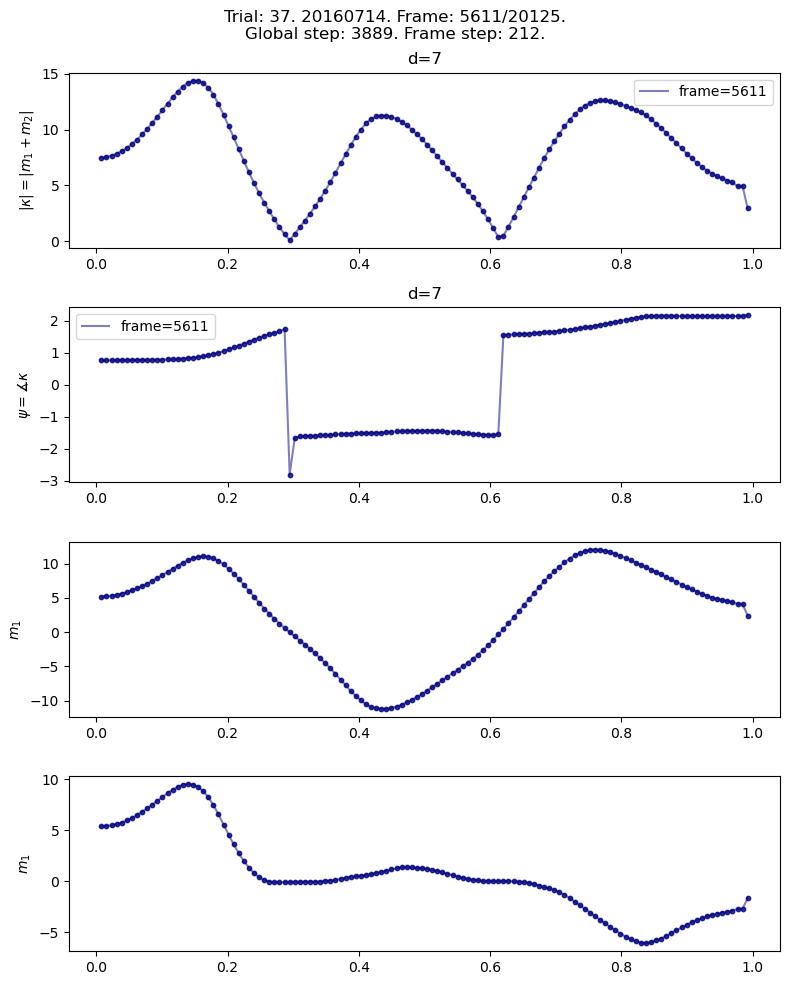 Trial: 37. 20160714. Frame: 5611/20125.
Global step: 3889. Frame step: 212.
d=7
|κ| = |m₁ + m₂|
15
10
5
0
frame=5611
0.0 0.2 0.4 0.6 0.8 1.0
d=7
ψ = ∡κ
2
1
0
−1
−2
−3
frame=5611
0.0 0.2 0.4 0.6 0.8 1.0
m₁
10
5
0
−5
−10
0.0 0.2 0.4 0.6 0.8 1.0
m₁
10
5
0
−5
0.0 0.2 0.4 0.6 0.8 1.0